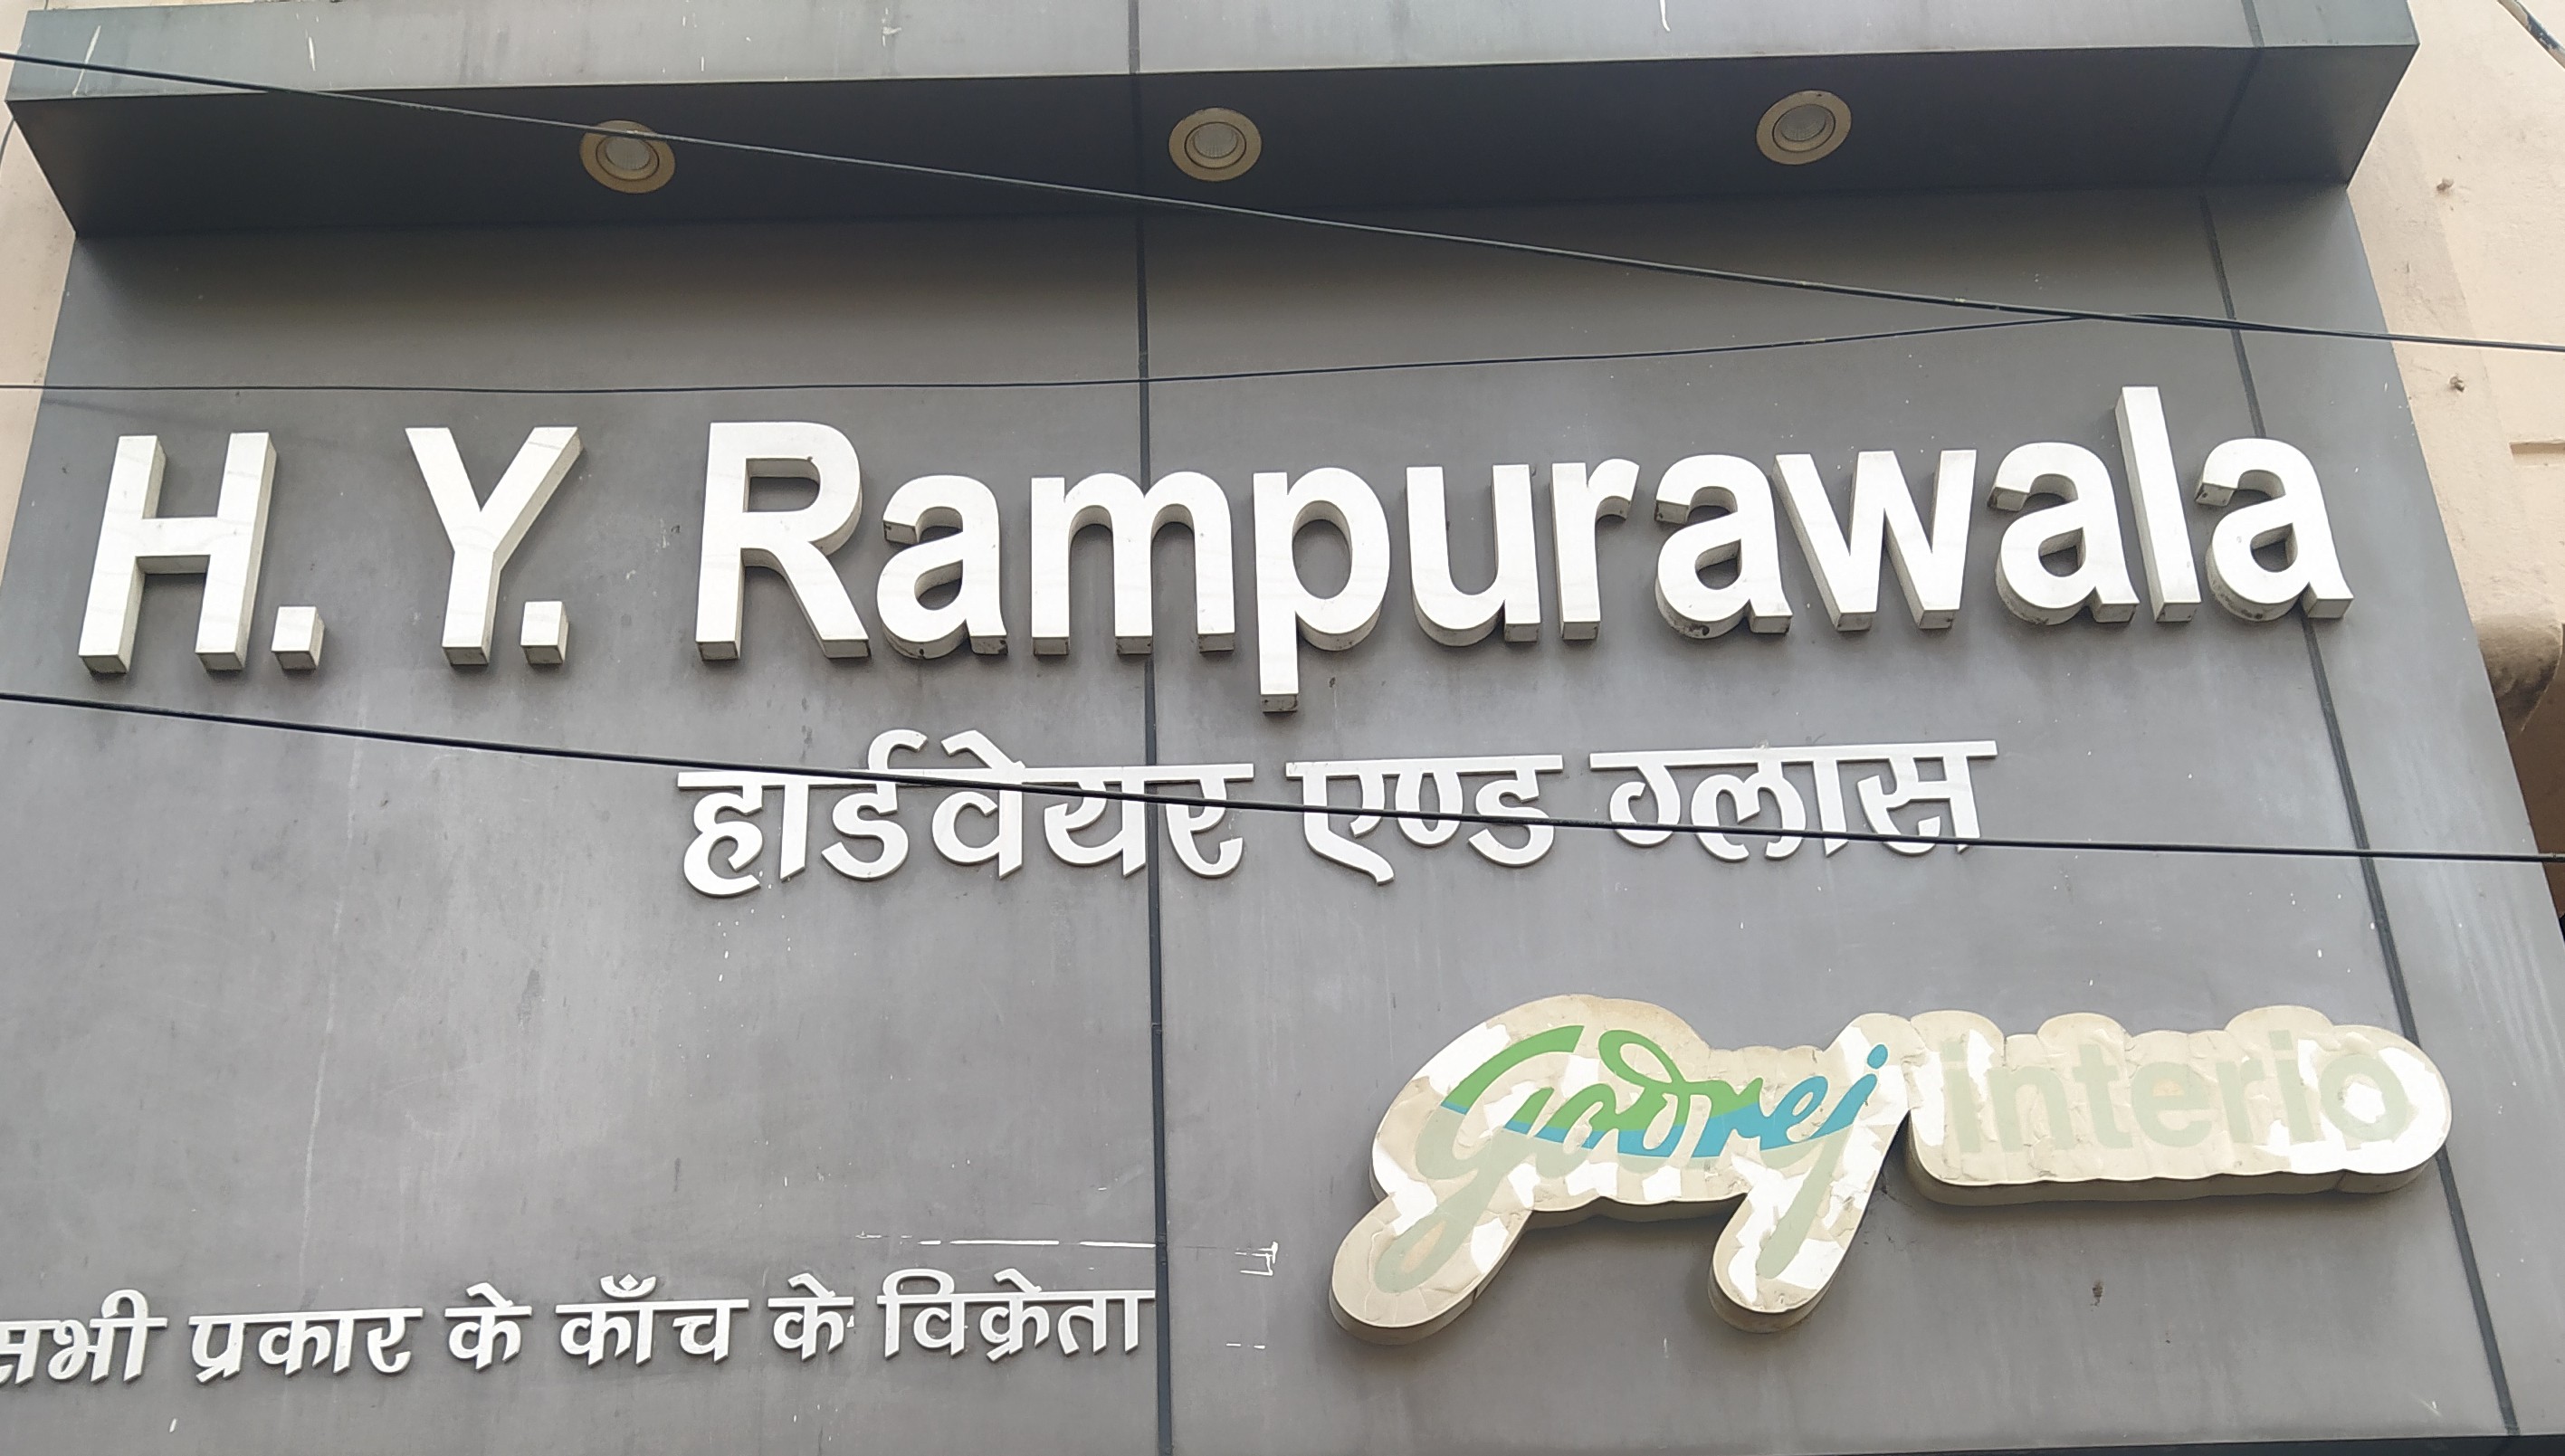 H. Y. Rampurawala
हार्डवेयर एण्ड ग्लास
Godrej interio
सभी प्रकार के काँच के विक्रेता